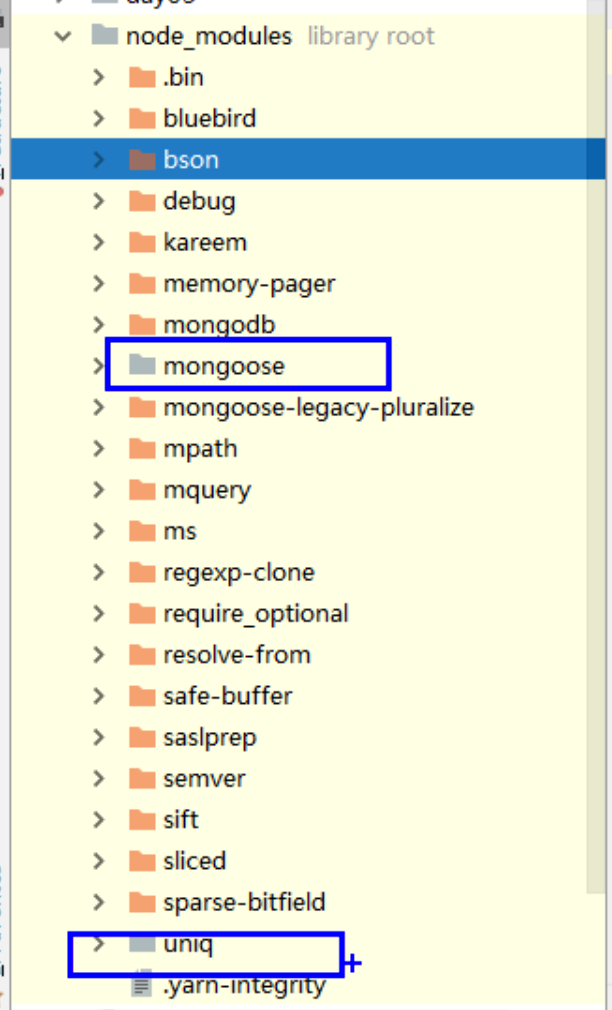 node_modules library root
.bin
bluebird
bson
debug
kareem
memory-pager
mongodb
mongoose
mongoose-legacy-pluralize
mpath
mquery
ms
regexp-clone
require_optional
resolve-from
safe-buffer
saslprep
semver
sift
sliced
sparse-bitfield
uniq
.yarn-integrity